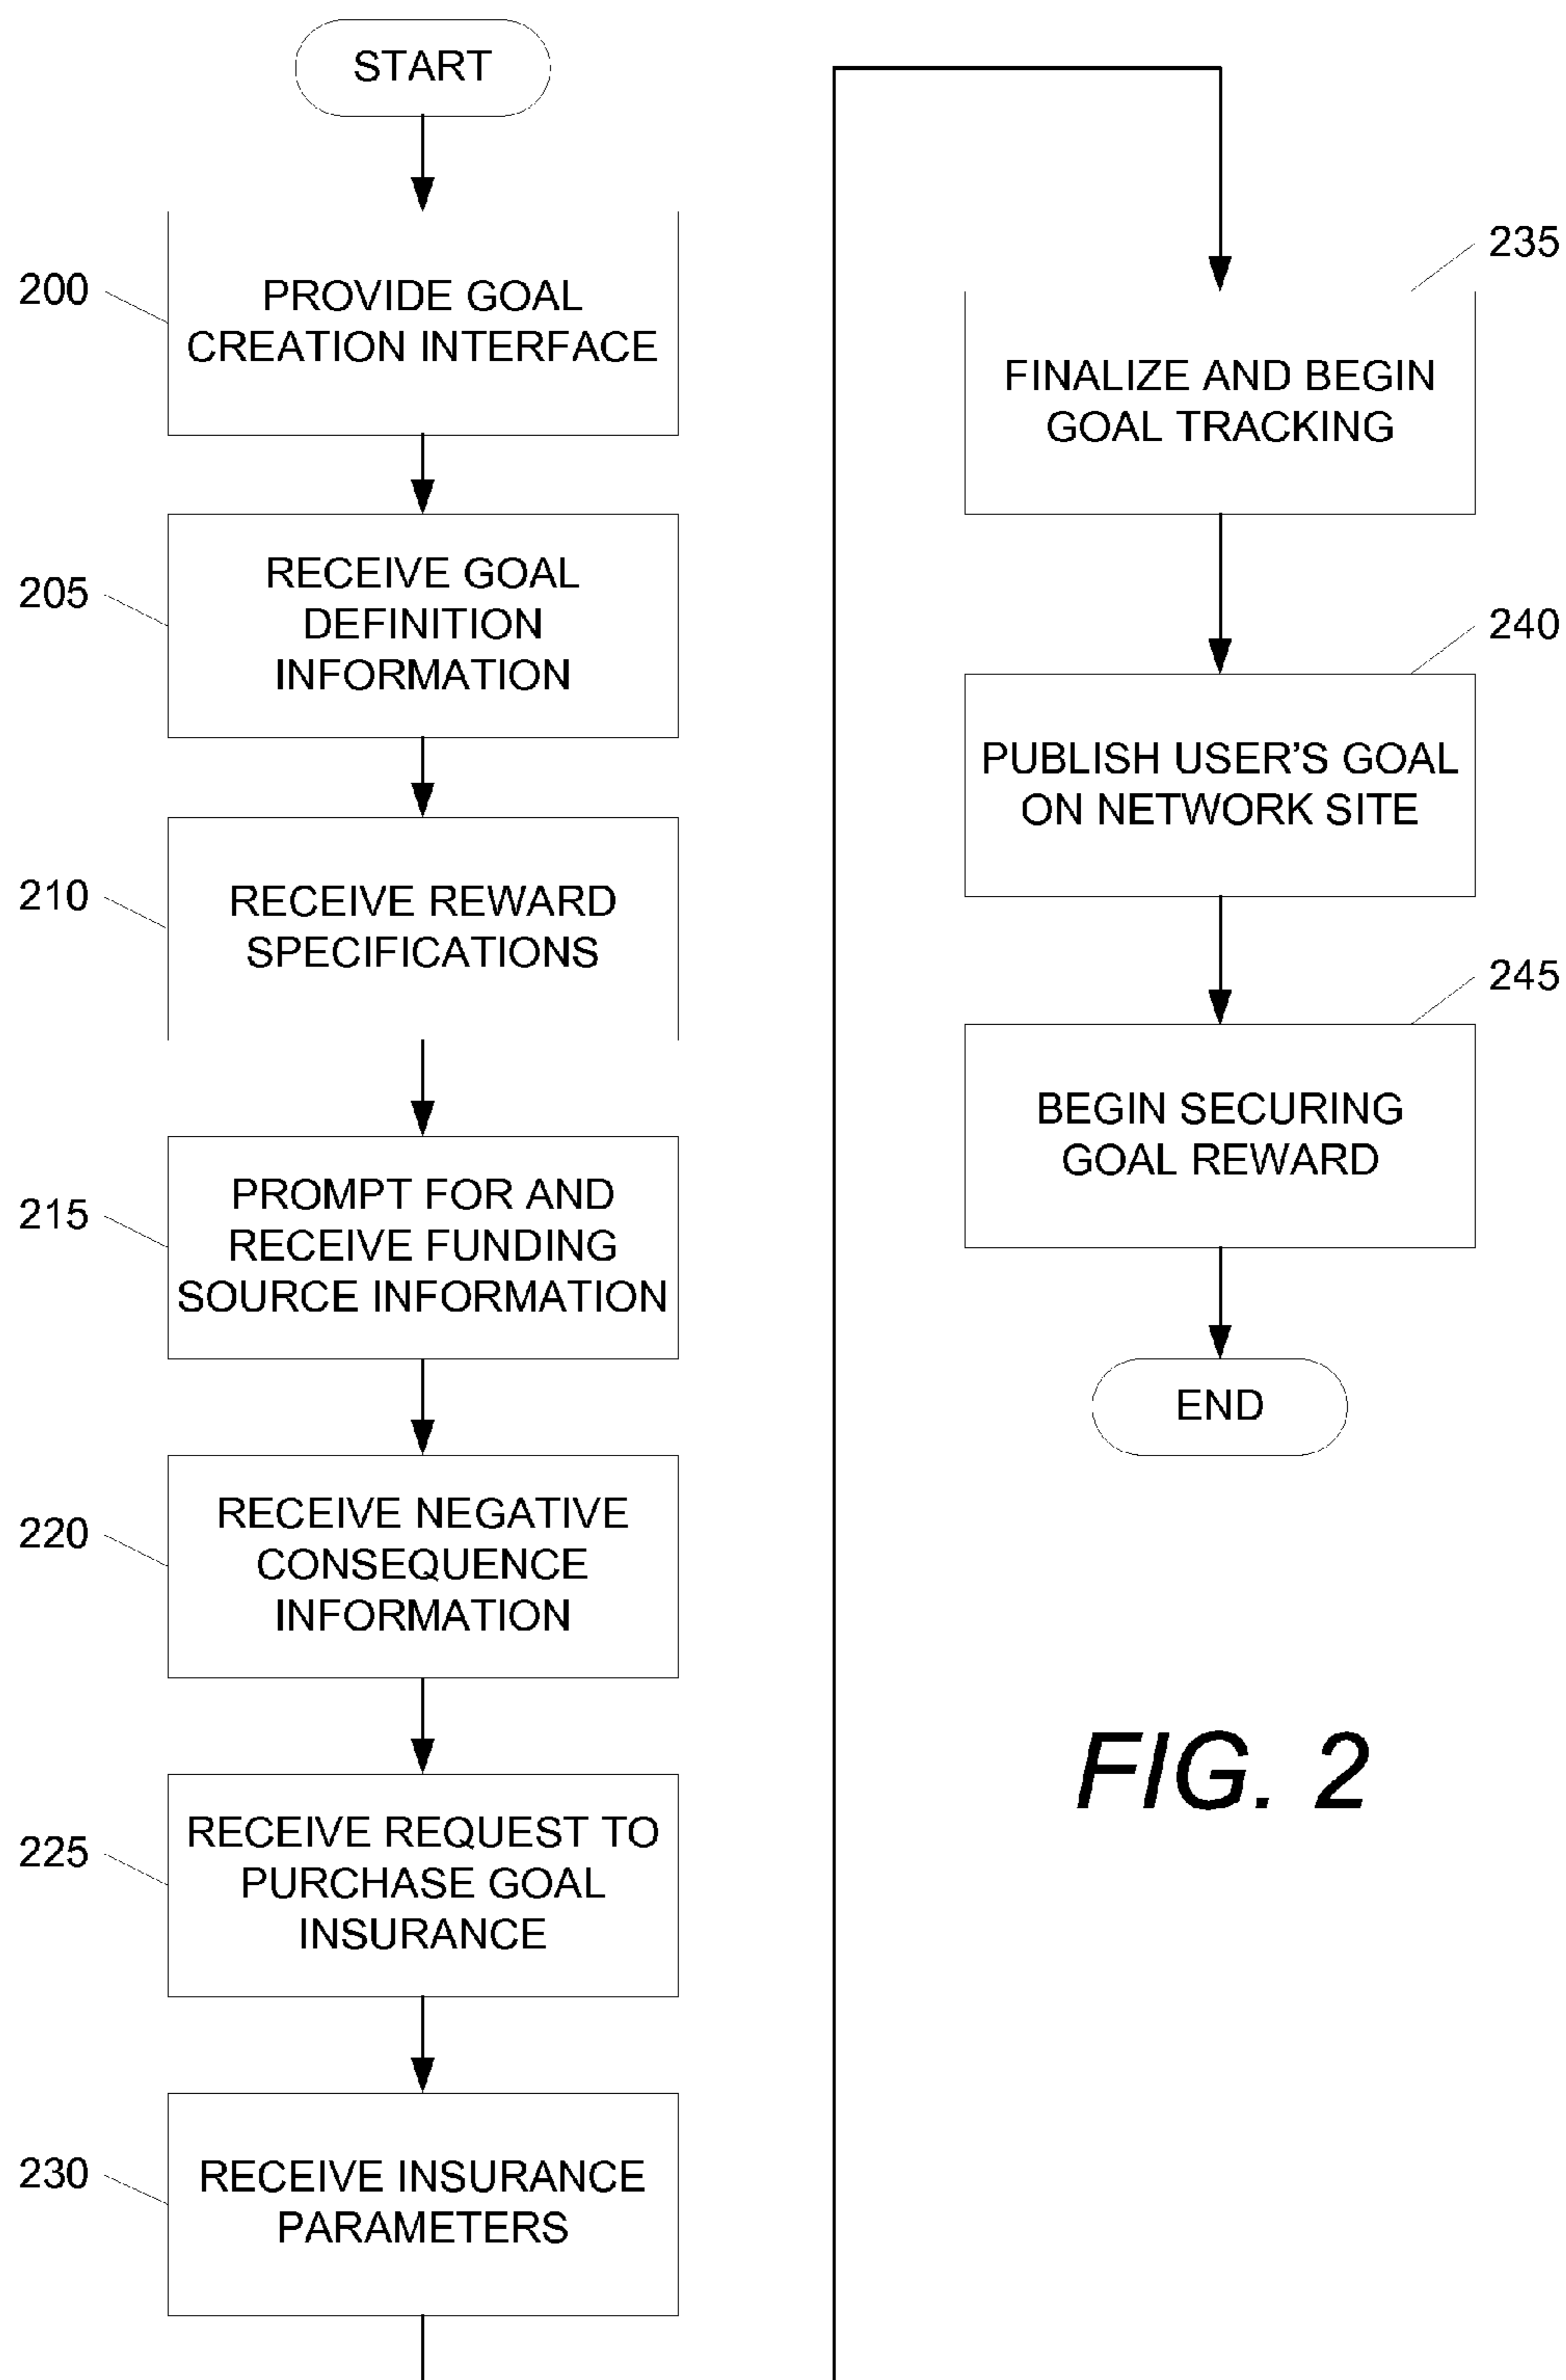 START
200
PROVIDE GOAL
CREATION INTERFACE
205
RECEIVE GOAL
DEFINITION
INFORMATION
210
RECEIVE REWARD
SPECIFICATIONS
215
PROMPT FOR AND
RECEIVE FUNDING
SOURCE INFORMATION
220
RECEIVE NEGATIVE
CONSEQUENCE
INFORMATION
225
RECEIVE REQUEST TO
PURCHASE GOAL
INSURANCE
230
RECEIVE INSURANCE
PARAMETERS
235
FINALIZE AND BEGIN
GOAL TRACKING
240
PUBLISH USER'S GOAL
ON NETWORK SITE
245
BEGIN SECURING
GOAL REWARD
END
FIG. 2